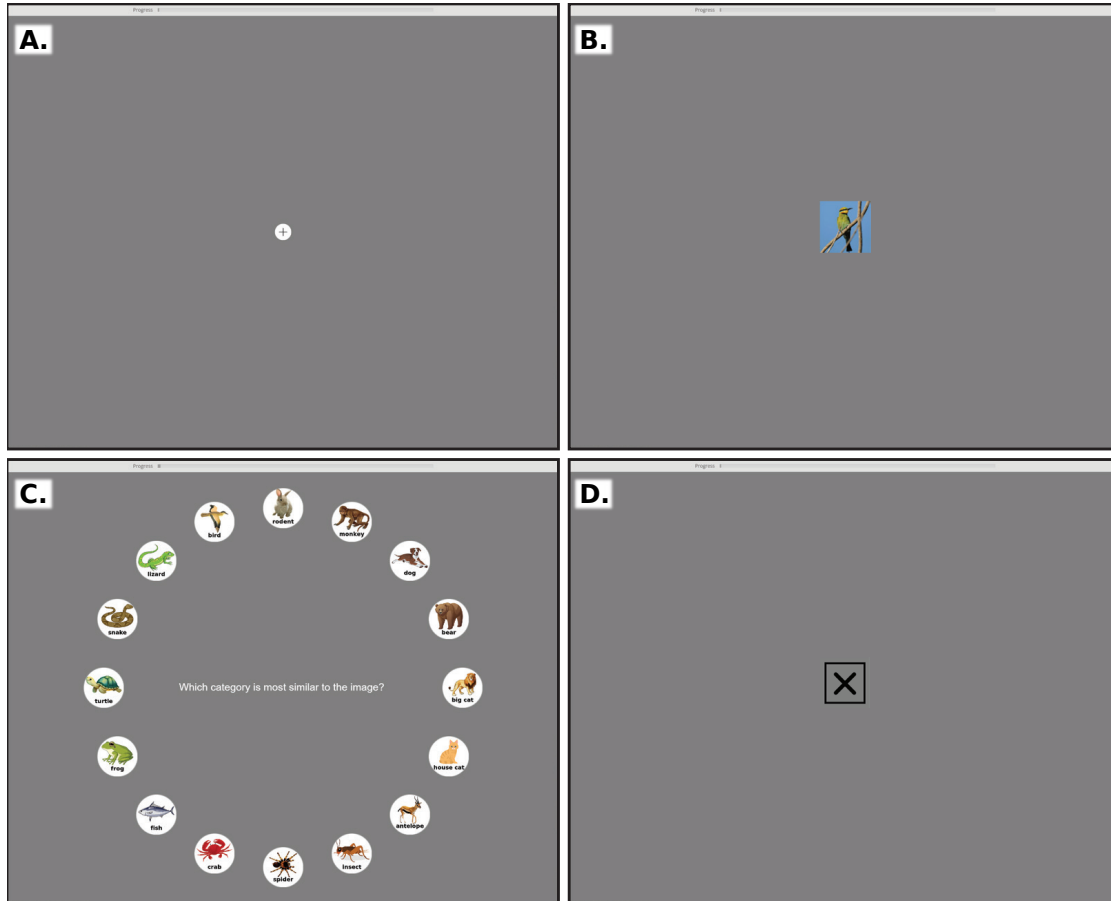 Progress
A.
Progress
B.
Progress
C.
rodent
bird
monkey
lizard
dog
snake
bear
Which category is most similar to the image?
turtle
big cat
frog
house cat
fish
antelope
crab
insect
spider
Progress
D.